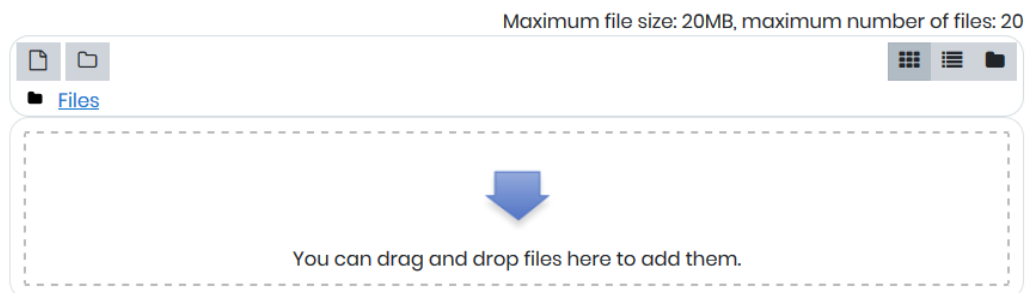 Maximum file size: 20MB, maximum number of files: 20
Files
You can drag and drop files here to add them.